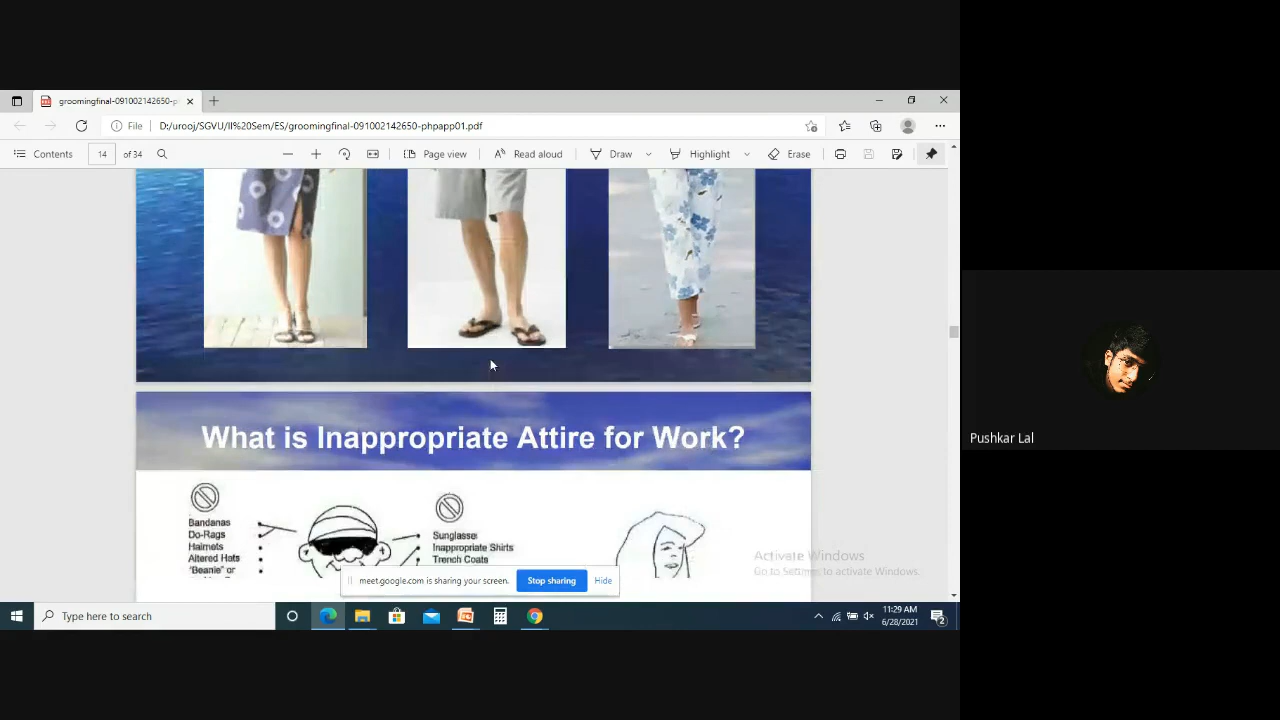 groomingfinal-091002142650-p
File
D:/urooj/SGVU/II%20Sem/ES/groomingfinal-091002142650-phpapp01.pdf
Contents
14
of 34
Page view
Read aloud
Draw
Highlight
Erase
What is Inappropriate Attire for Work?
Bandanas
Do-Rags
Hairnets
Altered Hats
"Beanie" or
Sunglasses
Inappropriate Shirts
Trench Coats
Activate Windows
Go to Settings to activate Windows.
meet.google.com is sharing your screen.
Stop sharing
Hide
Type here to search
11:29 AM
6/28/2021
2
Pushkar Lal